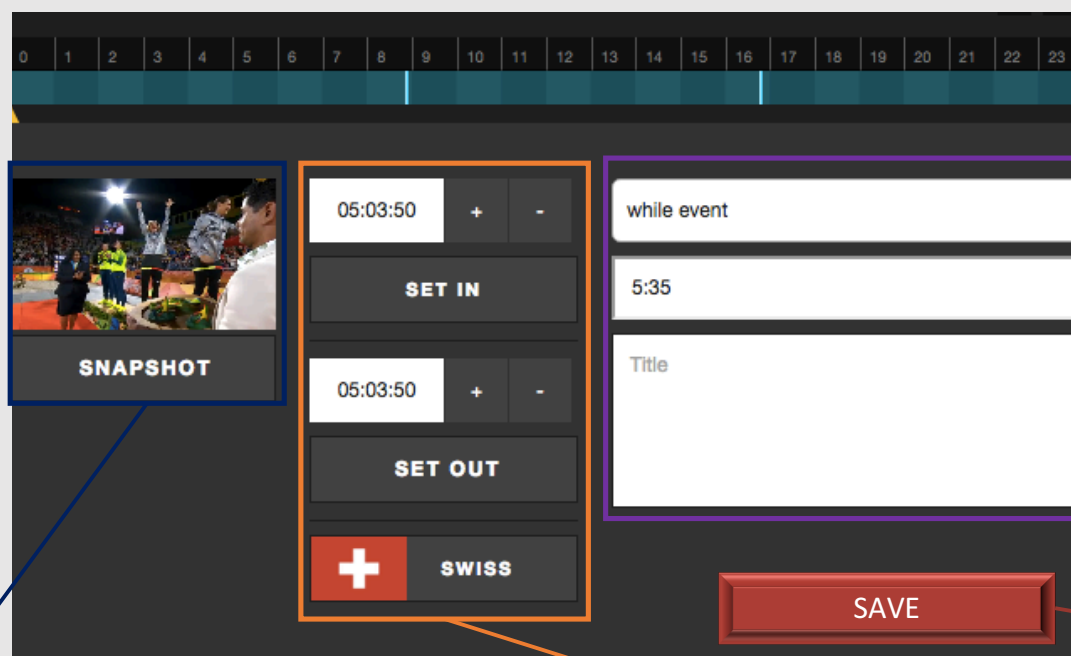 0 1 2 3 4 5 6 7 8 9 10 11 12 13 14 15 16 17 18 19 20 21 22 23
05:03:50 + -
while event
SET IN
5:35
SNAPSHOT
Title
05:03:50 + -
SET OUT
SWISS
SAVE